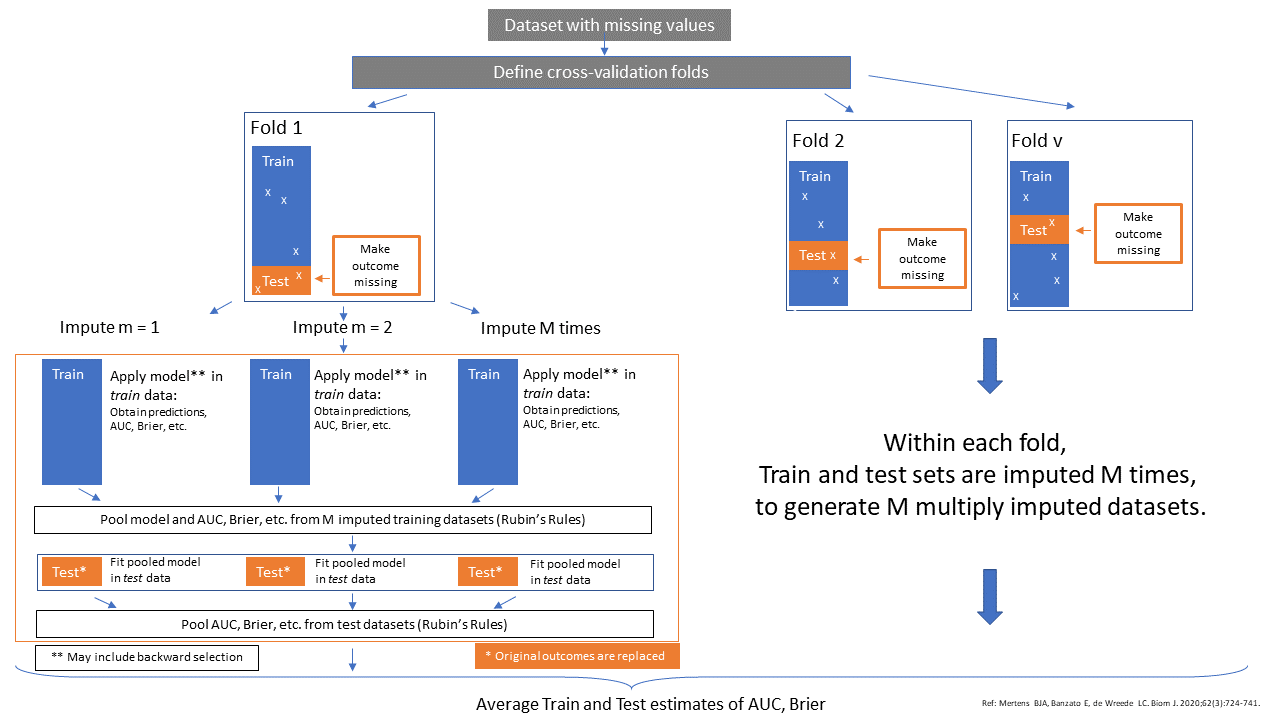 Dataset with missing values
Define cross-validation folds
Fold 1
Train
x
x
x
Test x
x
Make
outcome
missing
Fold 2
Train
x
x
Test x
x
Make
outcome
missing
Fold v
Train
x
Test x
x
x
x
Make
outcome
missing
Impute m = 1
Impute m = 2
Impute M times
Train
Apply model** in
train data:
Obtain predictions,
AUC, Brier, etc.
Train
Apply model** in
train data:
Obtain predictions,
AUC, Brier, etc.
Train
Apply model** in
train data:
Obtain predictions,
AUC, Brier, etc.
Pool model and AUC, Brier, etc. from M imputed training datasets (Rubin's Rules)
Test*
Fit pooled model
in test data
Test*
Fit pooled model
in test data
Test*
Fit pooled model
in test data
Pool AUC, Brier, etc. from test datasets (Rubin's Rules)
** May include backward selection
* Original outcomes are replaced
Within each fold,
Train and test sets are imputed M times,
to generate M multiply imputed datasets.
Average Train and Test estimates of AUC, Brier
Ref: Mertens BJA, Banzato E, de Wreede LC. Biom J. 2020;62(3):724-741.